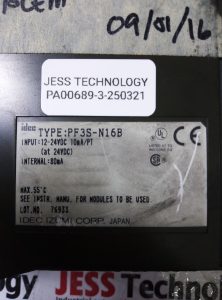 09/01/16
JESS TECHNOLOGY
PA00689-3-250321
idec
TYPE:PF3S-N16B
INPUT:12-24VDC 10mA/PT
(at 24VDC)
INTERNAL:80mA
CE
MAX.55°C
SEE INSTR. MANU. FOR MODULES TO BE USED.
LOT.NO. 76933
IDEC IZUMI CORP. JAPAN
JESS Techno